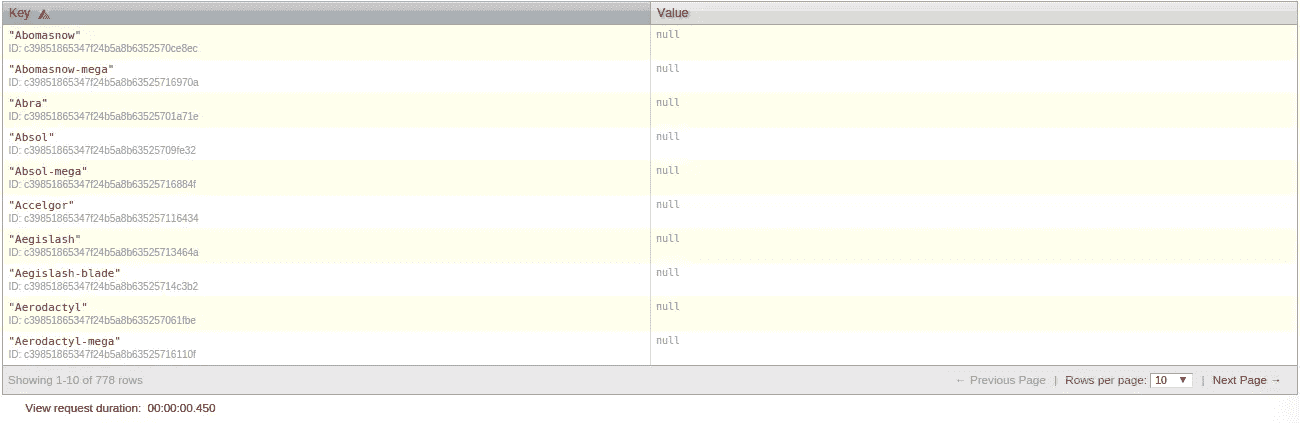 Key Value
"Abomasnow" null
ID: c39851865347f24b5a8b6352570ce8ec
"Abomasnow-mega" null
ID: c39851865347f24b5a8b63525716970a
"Abra" null
ID: c39851865347f24b5a8b63525701a71e
"Absol" null
ID: c39851865347f24b5a8b63525709fe32
"Absol-mega" null
ID: c39851865347f24b5a8b63525716884f
"Accelgor" null
ID: c39851865347f24b5a8b635257116434
"Aegislash" null
ID: c39851865347f24b5a8b63525713464a
"Aegislash-blade" null
ID: c39851865347f24b5a8b63525714c3b2
"Aerodactyl" null
ID: c39851865347f24b5a8b635257061fbe
"Aerodactyl-mega" null
ID: c39851865347f24b5a8b63525716110f
Showing 1-10 of 778 rows ← Previous Page | Rows per page: 10 ▼ | Next Page →
View request duration: 00:00:00.450